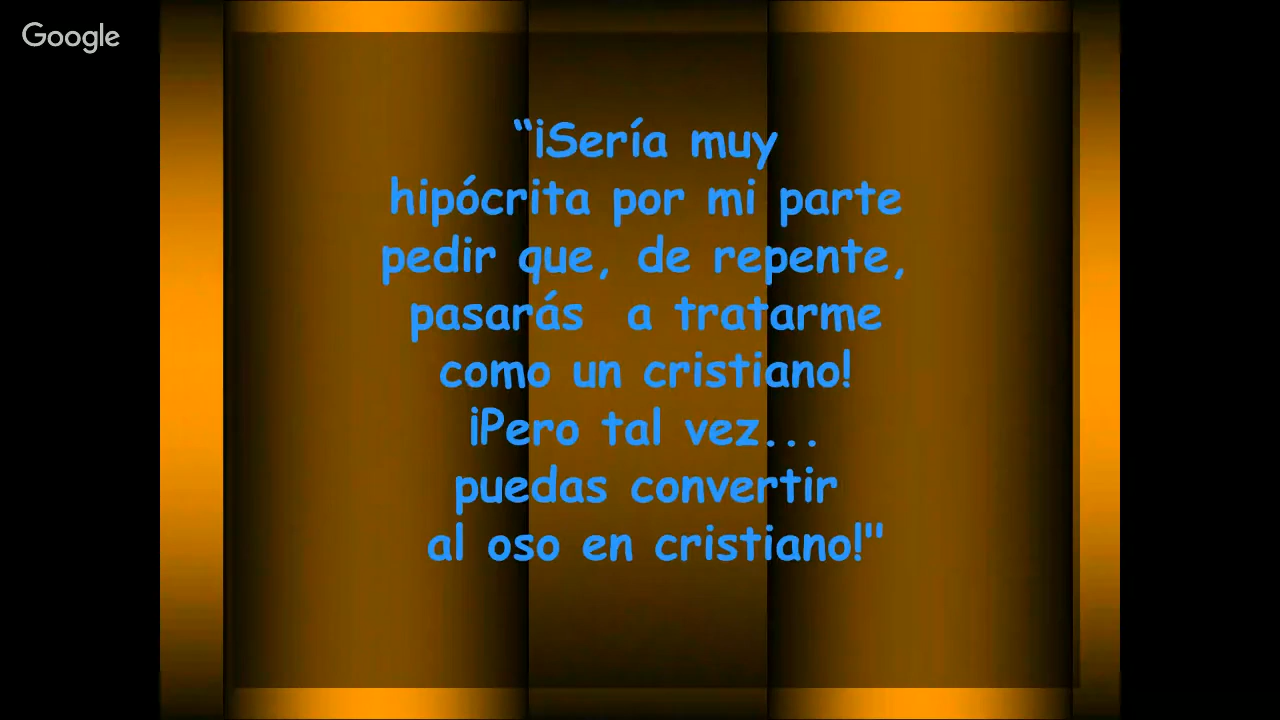 Google
“¡Sería muy
hipócrita por mi parte
pedir que, de repente,
pasarás a tratarme
como un cristiano!
¡Pero tal vez...
puedas convertir
al oso en cristiano!"